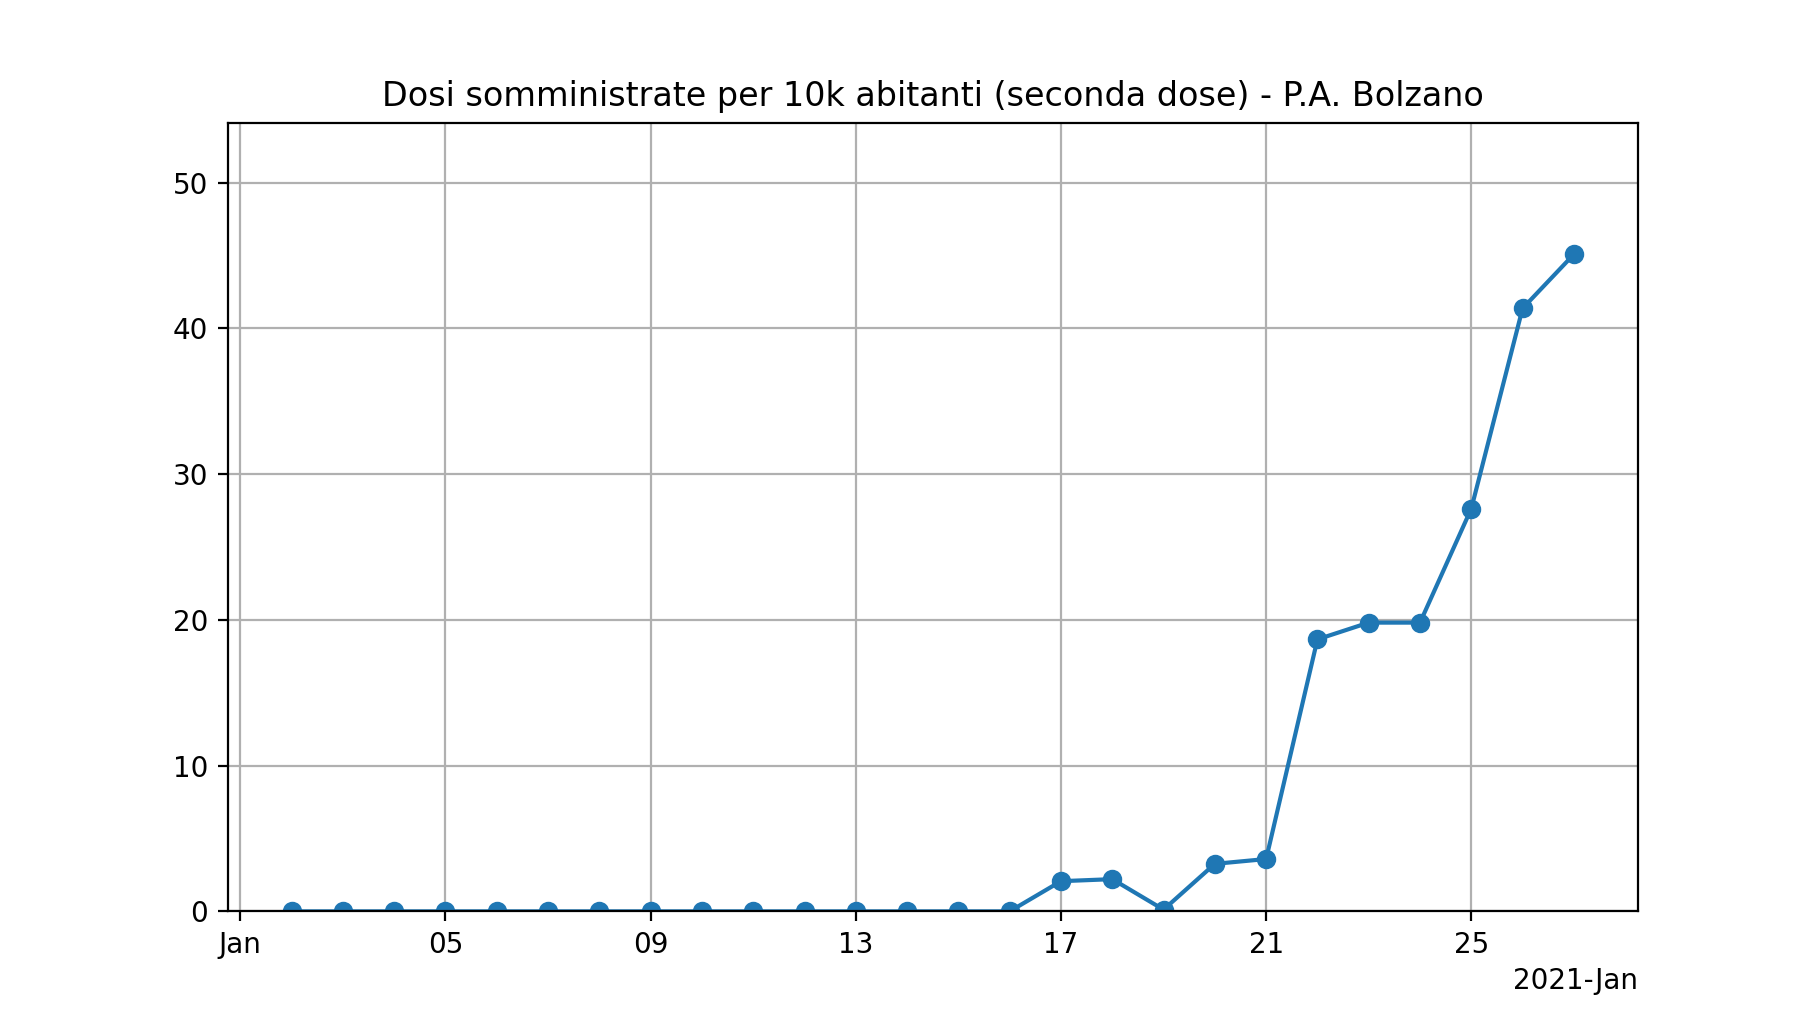 Dosi somministrate per 10k abitanti (seconda dose) - P.A. Bolzano
50
40
30
20
10
0
Jan 05 09 13 17 21 25
2021-Jan